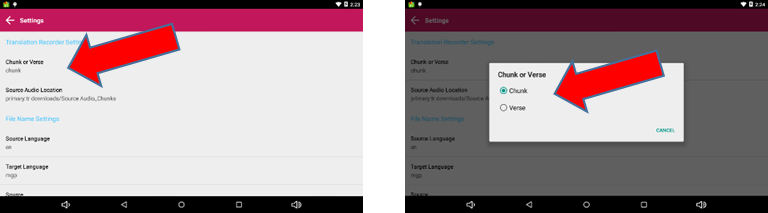 2:23
Settings
Translation Recorder Settings
Chunk or Verse
chunk
Source Audio Location
primary:tr downloads/Source Audio_Chunks
File Name Settings
Source Language
en
Target Language
mgp
Source
2:24
Settings
Translation Recorder Settings
Chunk or Verse
chunk
Chunk or Verse
Chunk
Verse
CANCEL
Source Audio Location
primary:tr downloads/Source
File Name Settings
Source Language
en
Target Language
mgp
Source